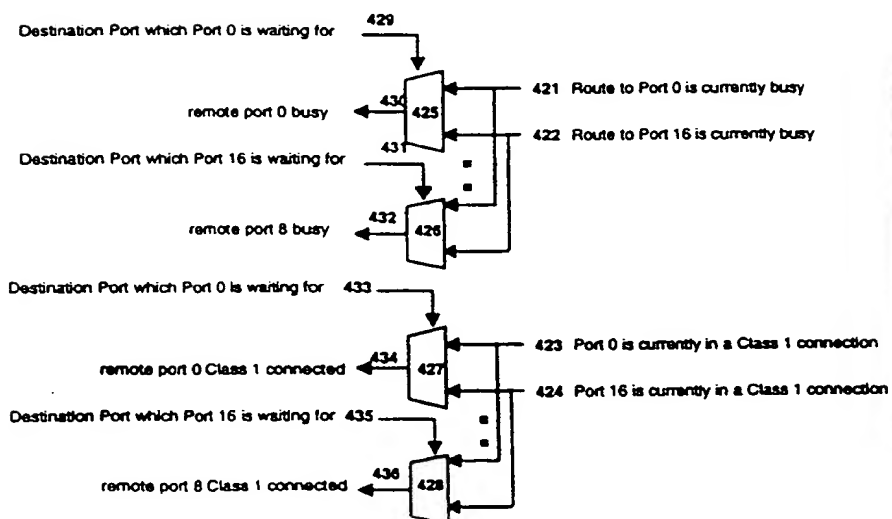 429
Destination Port which Port 0 is waiting for
421 Route to Port 0 is currently busy
430
425
remote port 0 busy
422 Route to Port 16 is currently busy
431
Destination Port which Port 16 is waiting for
432
426
remote port 8 busy
Destination Port which Port 0 is waiting for 433
423 Port 0 is currently in a Class 1 connection
434
427
remote port 0 Class 1 connected
424 Port 16 is currently in a Class 1 connection
Destination Port which Port 16 is waiting for 435
436
428
remote port 8 Class 1 connected